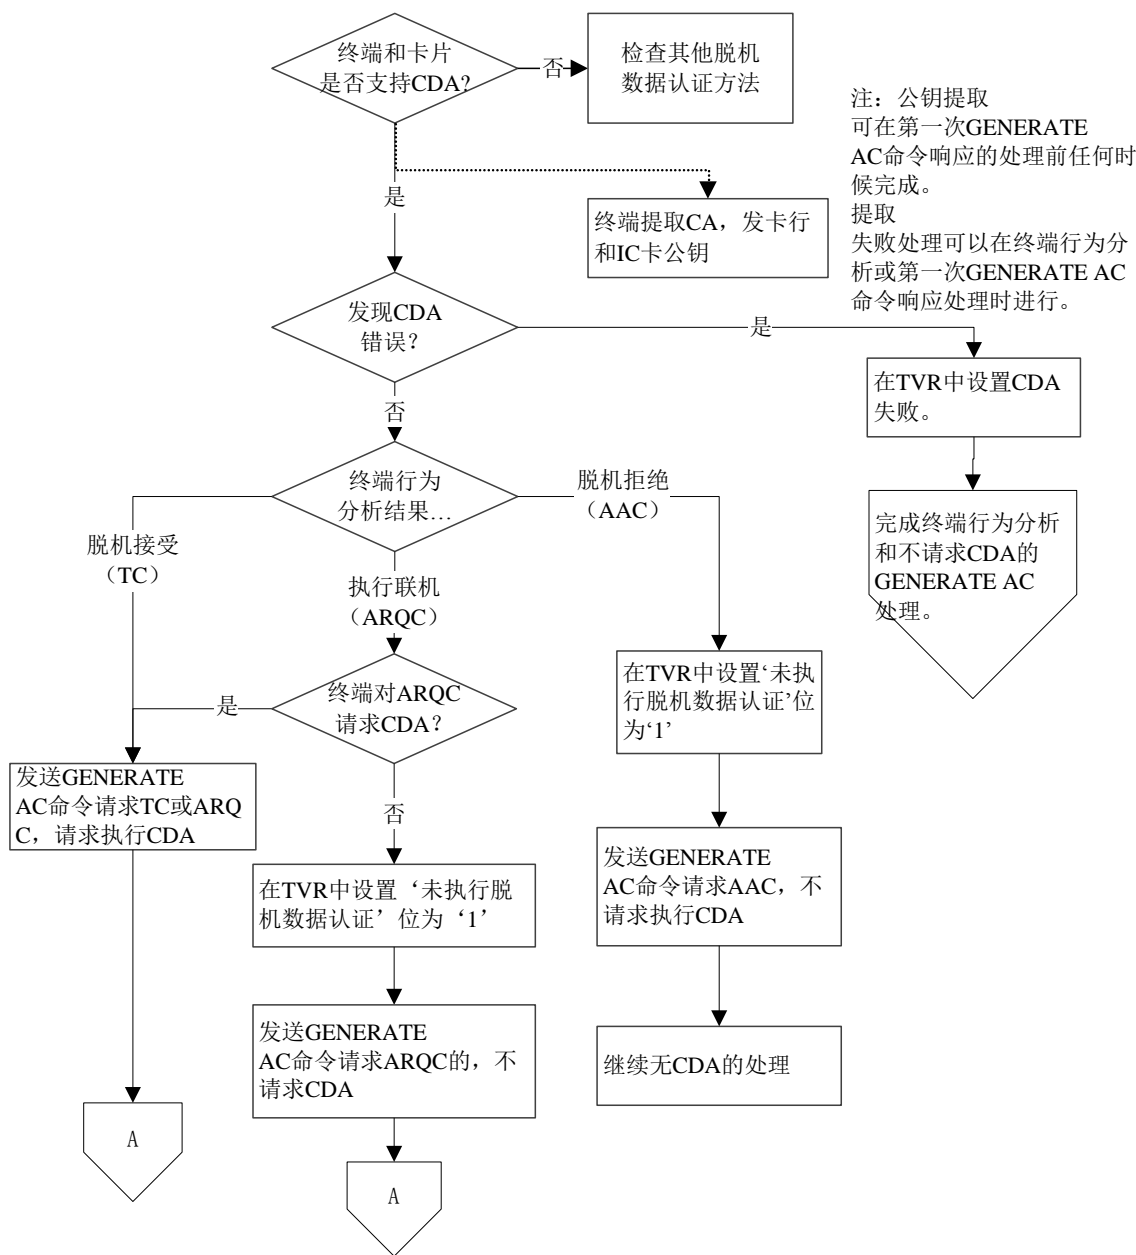 终端和卡片
是否支持CDA?
否
检查其他脱机
数据认证方法
注：公钥提取
可在第一次GENERATE
AC命令响应的处理前任何时
候完成。
提取
失败处理可以在终端行为分
析或第一次GENERATE AC
命令响应处理时进行。
是
终端提取CA，发卡行
和IC卡公钥
发现CDA
错误？
是
在TVR中设置CDA
失败。
否
终端行为
分析结果…
脱机拒绝
（AAC）
完成终端行为分析
和不请求CDA的
GENERATE AC
处理。
脱机接受
（TC）
执行联机
（ARQC）
在TVR中设置‘未执
行脱机数据认证’位
为‘1’
终端对ARQC
请求CDA？
是
发送GENERATE
AC命令请求TC或ARQ
C，请求执行CDA
否
发送GENERATE
AC命令请求AAC，不
请求执行CDA
在TVR中设置‘未执行脱
机数据认证’位为‘1’
发送GENERATE
AC命令请求ARQC的，不
请求CDA
继续无CDA的处理
A
A